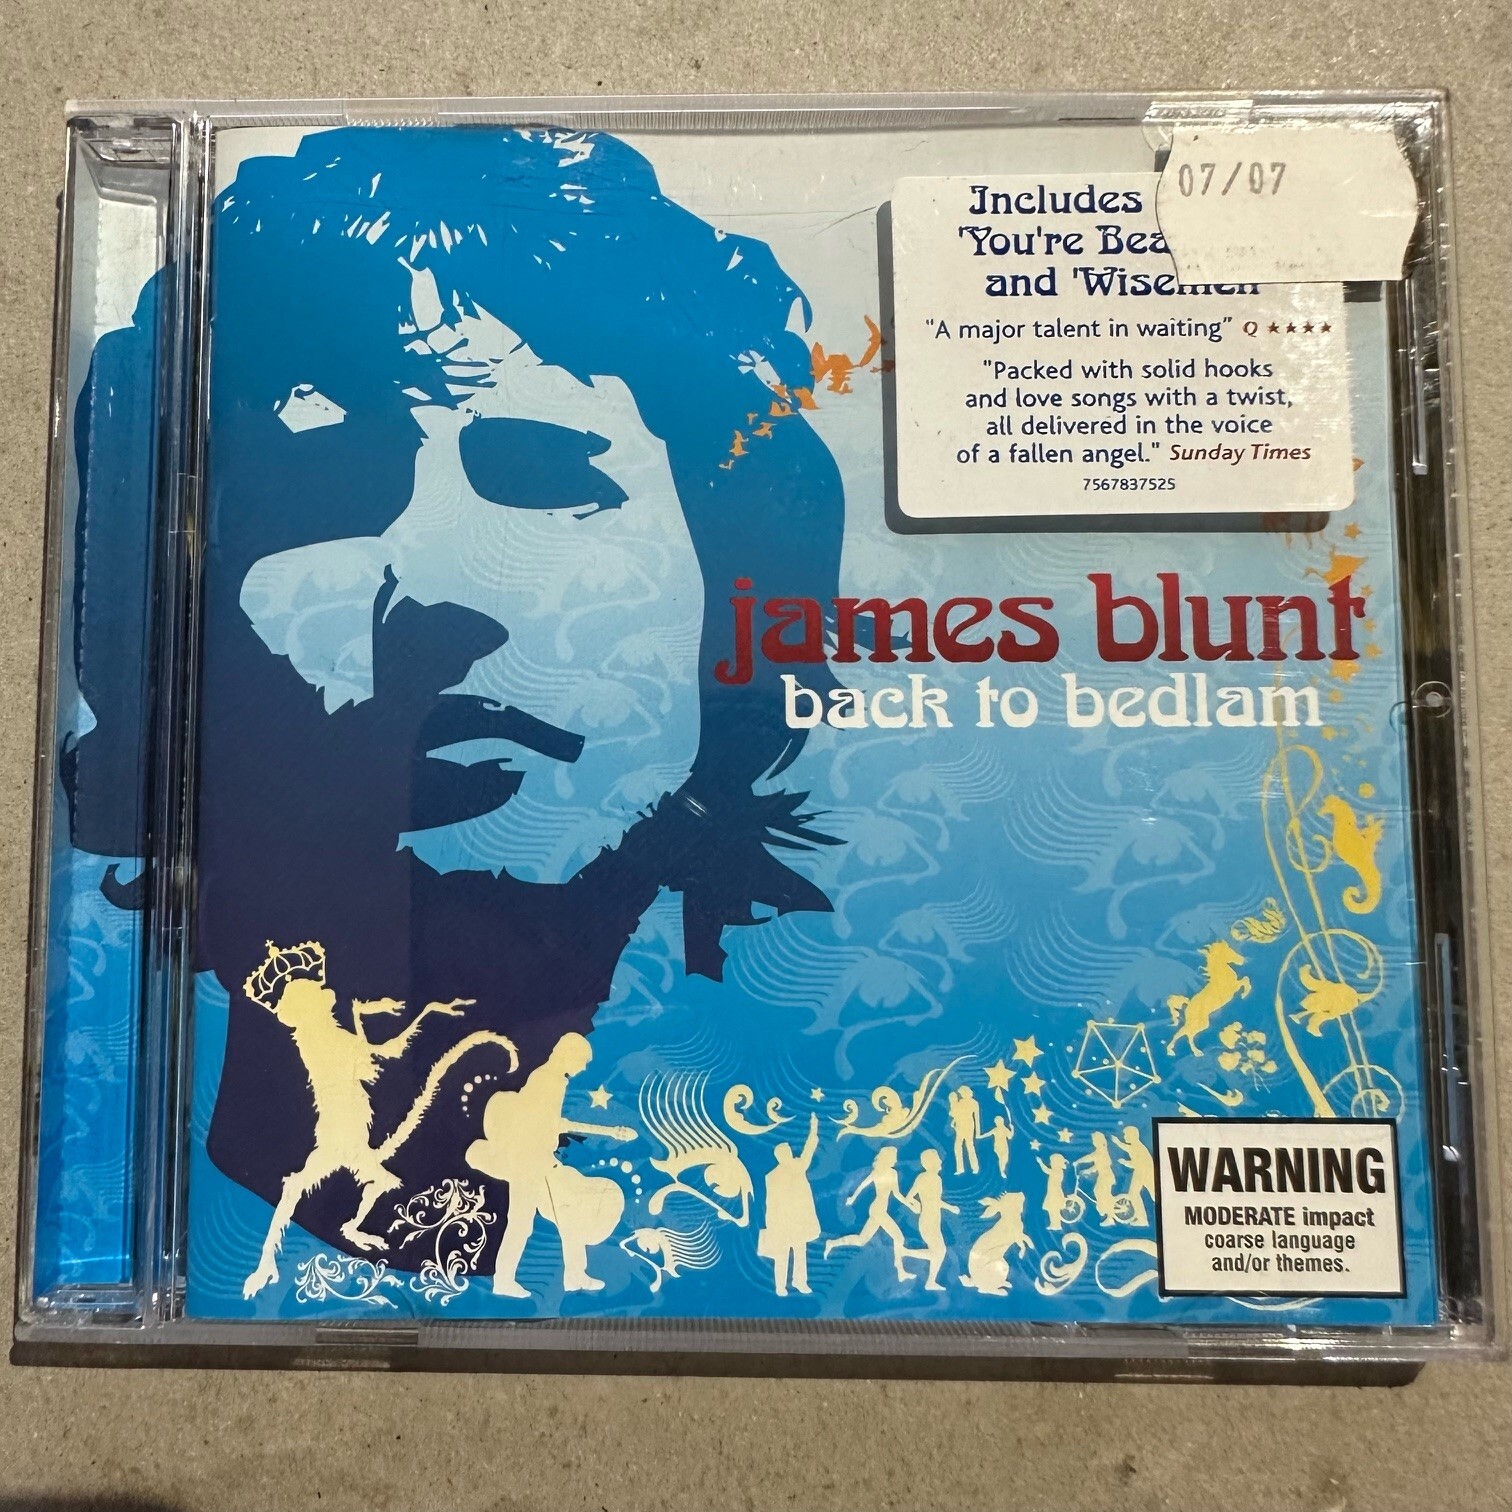 07/07
Includes
'You're
and
"A major talent in waiting" Q ★★★★
"Packed with solid hooks
and love songs with a twist,
all delivered in the voice
of a fallen angel." Sunday Times
7567837525
james blunt
back to bedlam
WARNING
MODERATE impact
coarse language
and/or themes.